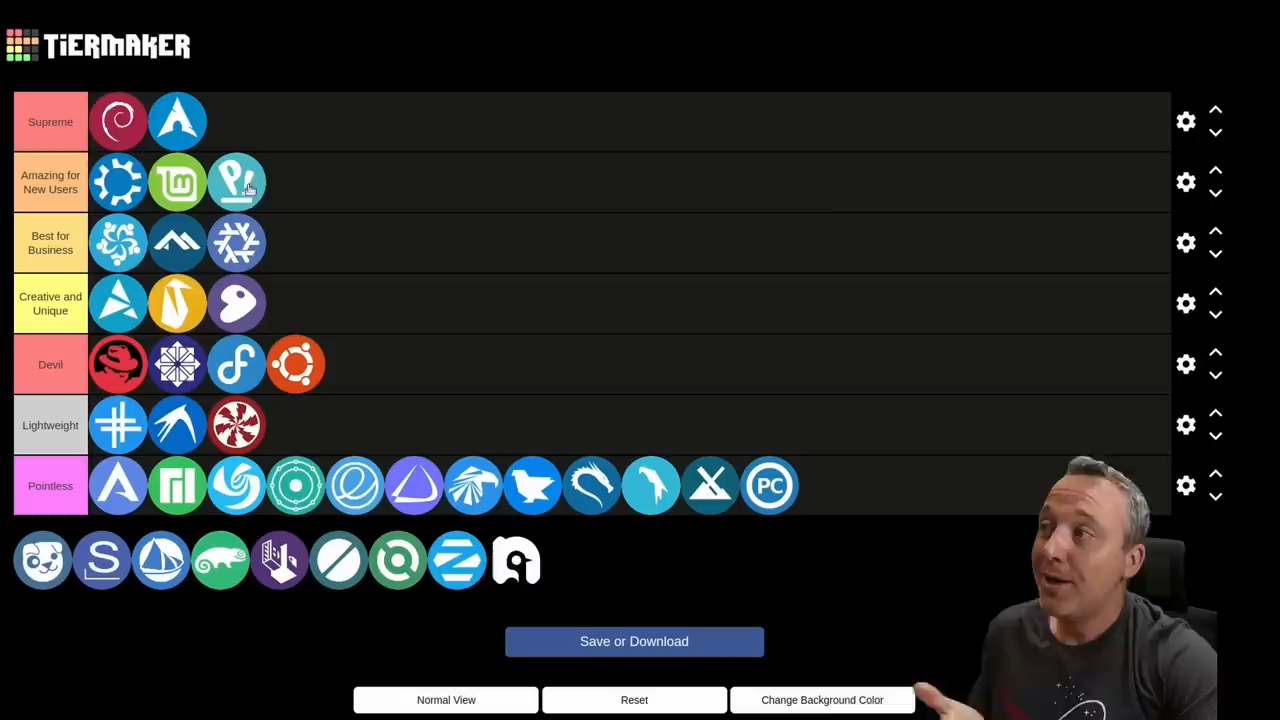 TiERMAKER
Supreme
Amazing for
New Users
Best for
Business
Creative and
Unique
Devil
Lightweight
Pointless
PC
S
Save or Download
Normal View
Reset
Change Background Color